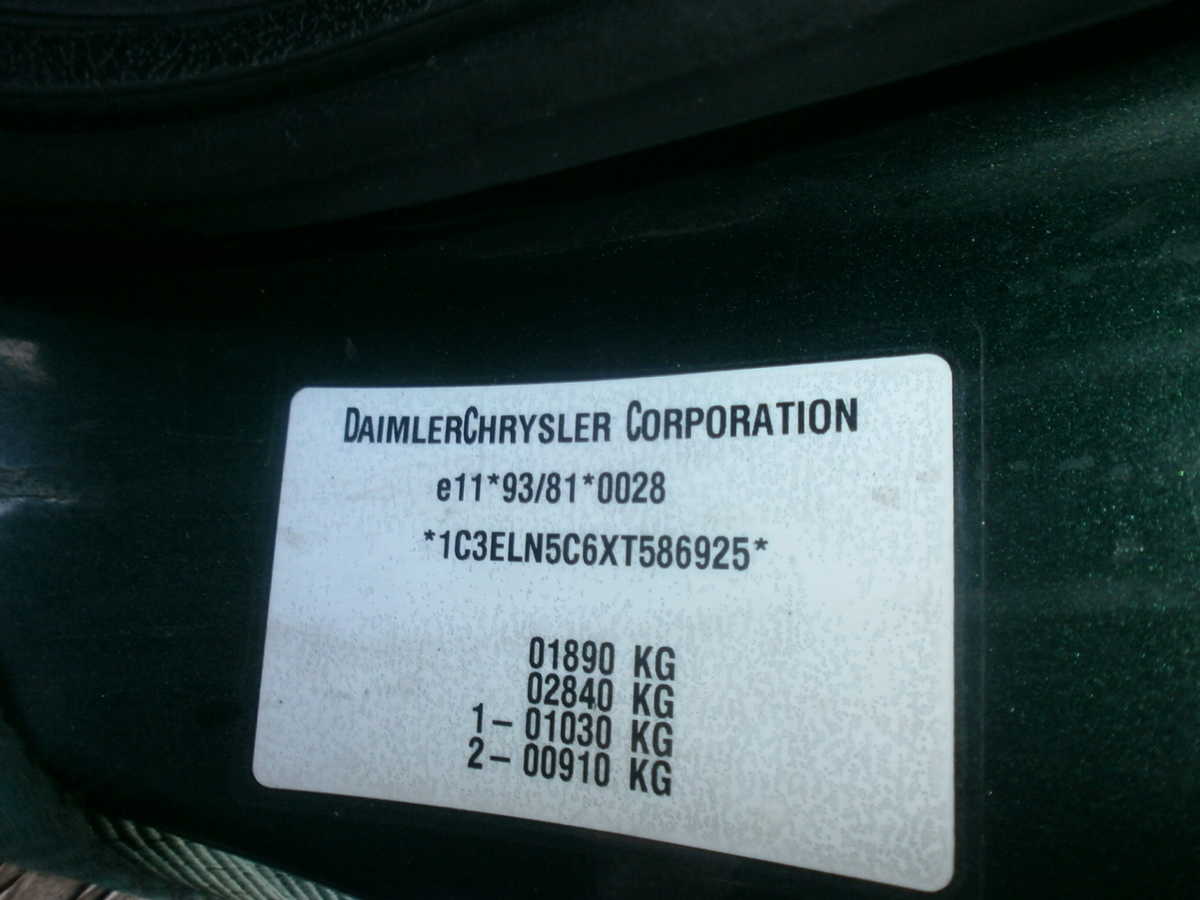 DAIMLERCHRYSLER CORPORATION
e11*93/81*0028
*1C3ELN5C6XT586925*
01890 KG
02840 KG
1– 01030 KG
2– 00910 KG